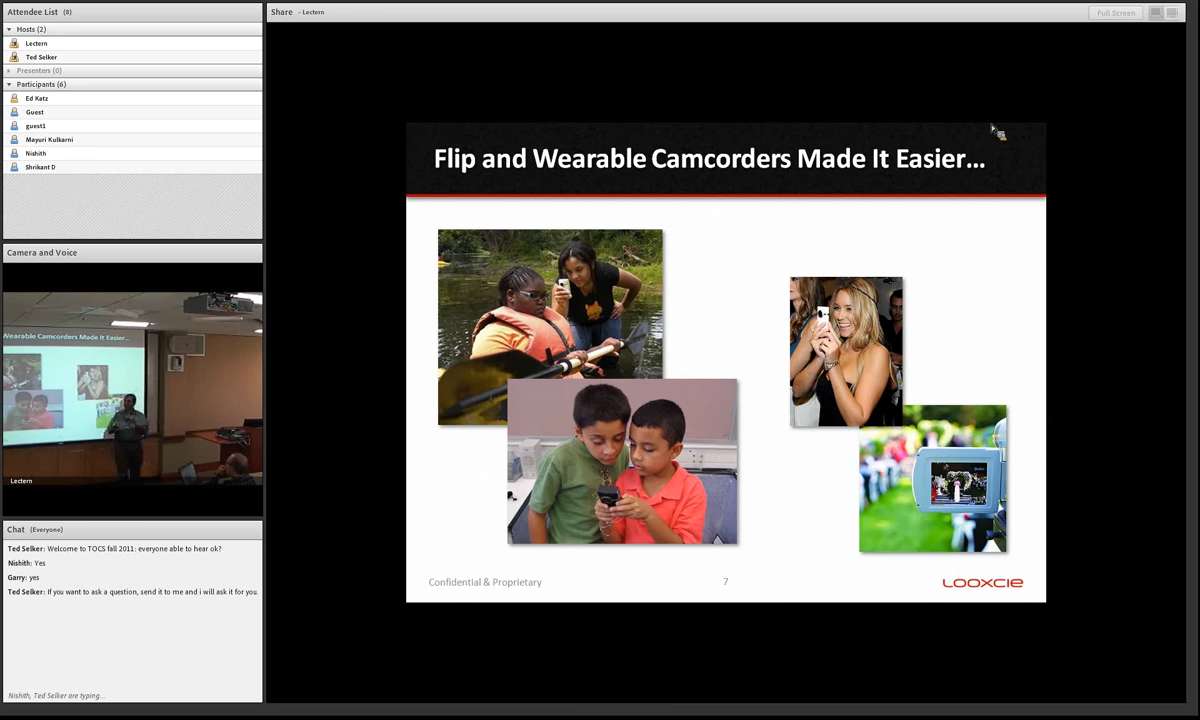 Attendee List (8)
Hosts (2)
Lectern
Ted Selker
Presenters (0)
Participants (6)
Ed Katz
Guest
guest1
Mayuri Kulkarni
Nishith
Shrikant D
Camera and Voice
Wearable Camcorders Made It Easier...
Lectern
Chat (Everyone)
Ted Selker: Welcome to TOCS fall 2011: everyone able to hear ok?
Nishith: Yes
Garry: yes
Ted Selker: If you want to ask a question, send it to me and i will ask it for you.
Nishith, Ted Selker are typing...
Share - Lectern
Full Screen
Flip and Wearable Camcorders Made It Easier...
Confidential & Proprietary
7
LOOXCIE